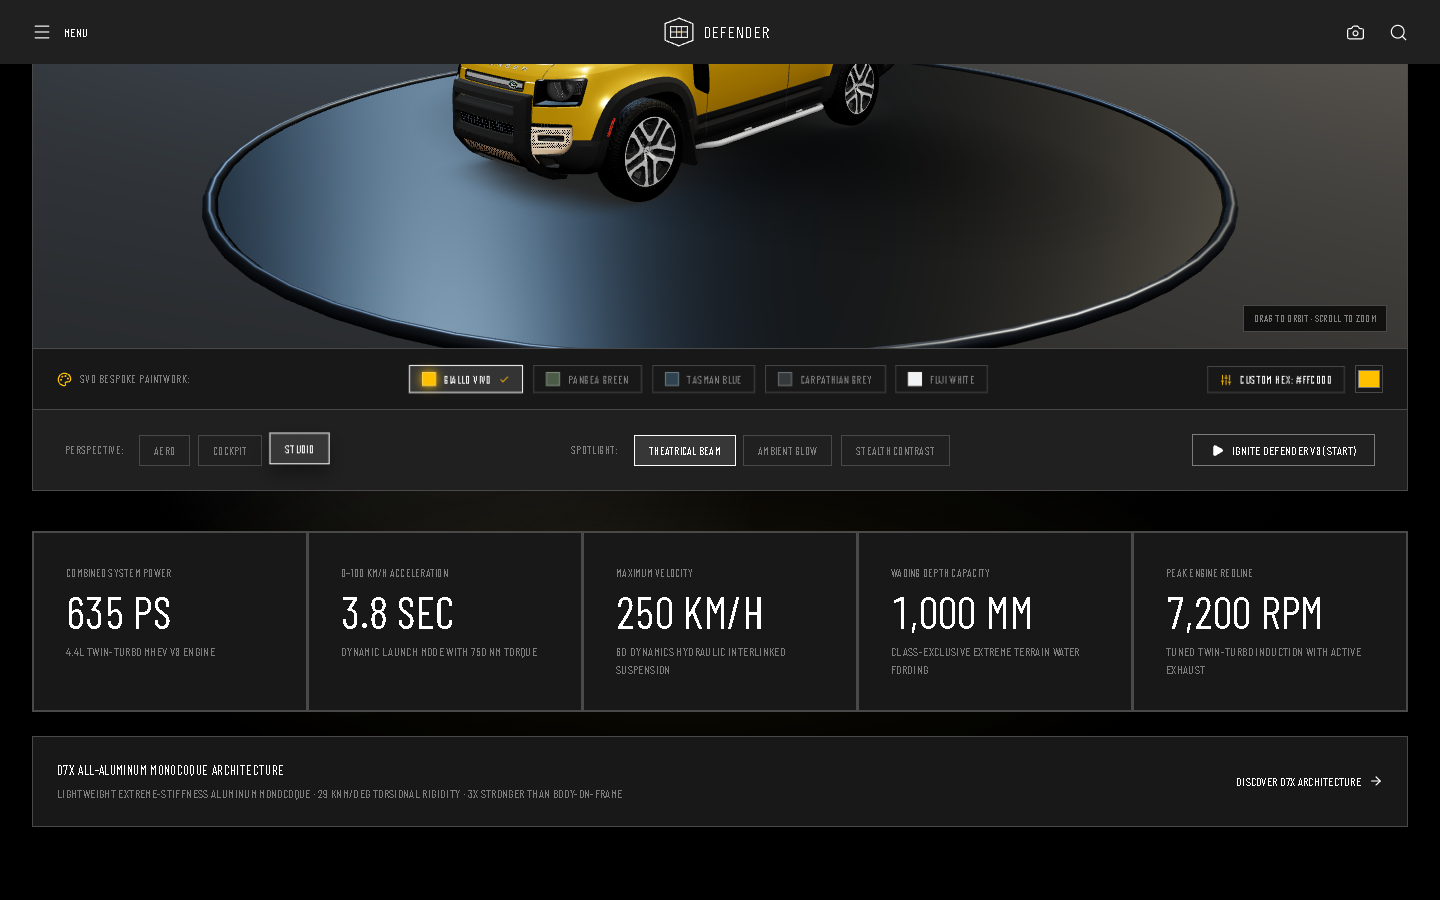 MENU
DEFENDER
DRAG TO ORBIT · SCROLL TO ZOOM
SVO BESPOKE PAINTWORK:
GIALLO VIVO
PANGEA GREEN
TASMAN BLUE
CARPATHIAN GREY
FUJI WHITE
CUSTOM HEX: #FFC000
PERSPECTIVE:
AERO
COCKPIT
STUDIO
SPOTLIGHT:
THEATRICAL BEAM
AMBIENT GLOW
STEALTH CONTRAST
IGNITE DEFENDER V8 (START)
COMBINED SYSTEM POWER
635 PS
4.4L TWIN-TURBO MHEV V8 ENGINE
0-100 KM/H ACCELERATION
3.8 SEC
DYNAMIC LAUNCH MODE WITH 750 NM TORQUE
MAXIMUM VELOCITY
250 KM/H
6D DYNAMICS HYDRAULIC INTERLINKED
SUSPENSION
WADING DEPTH CAPACITY
1,000 MM
CLASS-EXCLUSIVE EXTREME TERRAIN WATER
FORDING
PEAK ENGINE REDLINE
7,200 RPM
TUNED TWIN-TURBO INDUCTION WITH ACTIVE
EXHAUST
D7X ALL-ALUMINUM MONOCOQUE ARCHITECTURE
LIGHTWEIGHT EXTREME-STIFFNESS ALUMINUM MONOCOQUE · 29 KNM/DEG TORSIONAL RIGIDITY · 3X STRONGER THAN BODY-ON-FRAME
DISCOVER D7X ARCHITECTURE